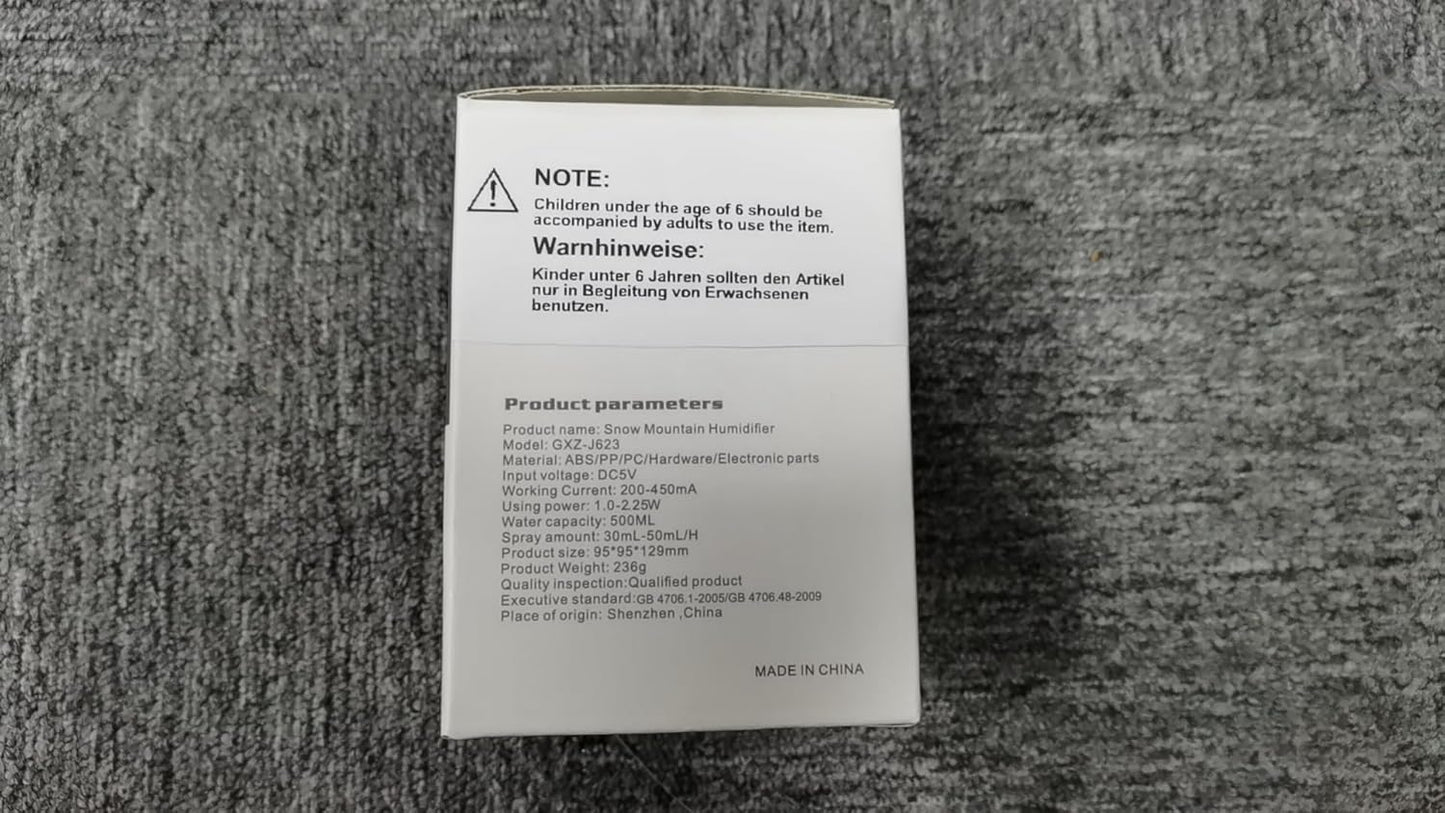 NOTE:
Children under the age of 6 should be
accompanied by adults to use the item.
Warnhinweise:
Kinder unter 6 Jahren sollten den Artikel
nur in Begleitung von Erwachsenen
benutzen.
Product parameters
Product name: Snow Mountain Humidifier
Model: GXZ-J623
Material: ABS/PP/PC/Hardware/Electronic parts
Input voltage: DC5V
Working Current: 200-450mA
Using power: 1.0-2.25W
Water capacity: 500ML
Spray amount: 30mL-50mL/H
Product size: 95*95*129mm
Product Weight: 236g
Quality inspection:Qualified product
Executive standard:GB 4706.1-2005/GB 4706.48-2009
Place of origin: Shenzhen ,China
MADE IN CHINA